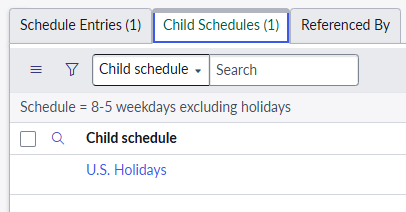 Schedule Entries (1) Child Schedules (1) Referenced By
Child schedule Search
Schedule = 8-5 weekdays excluding holidays
Child schedule
U.S. Holidays